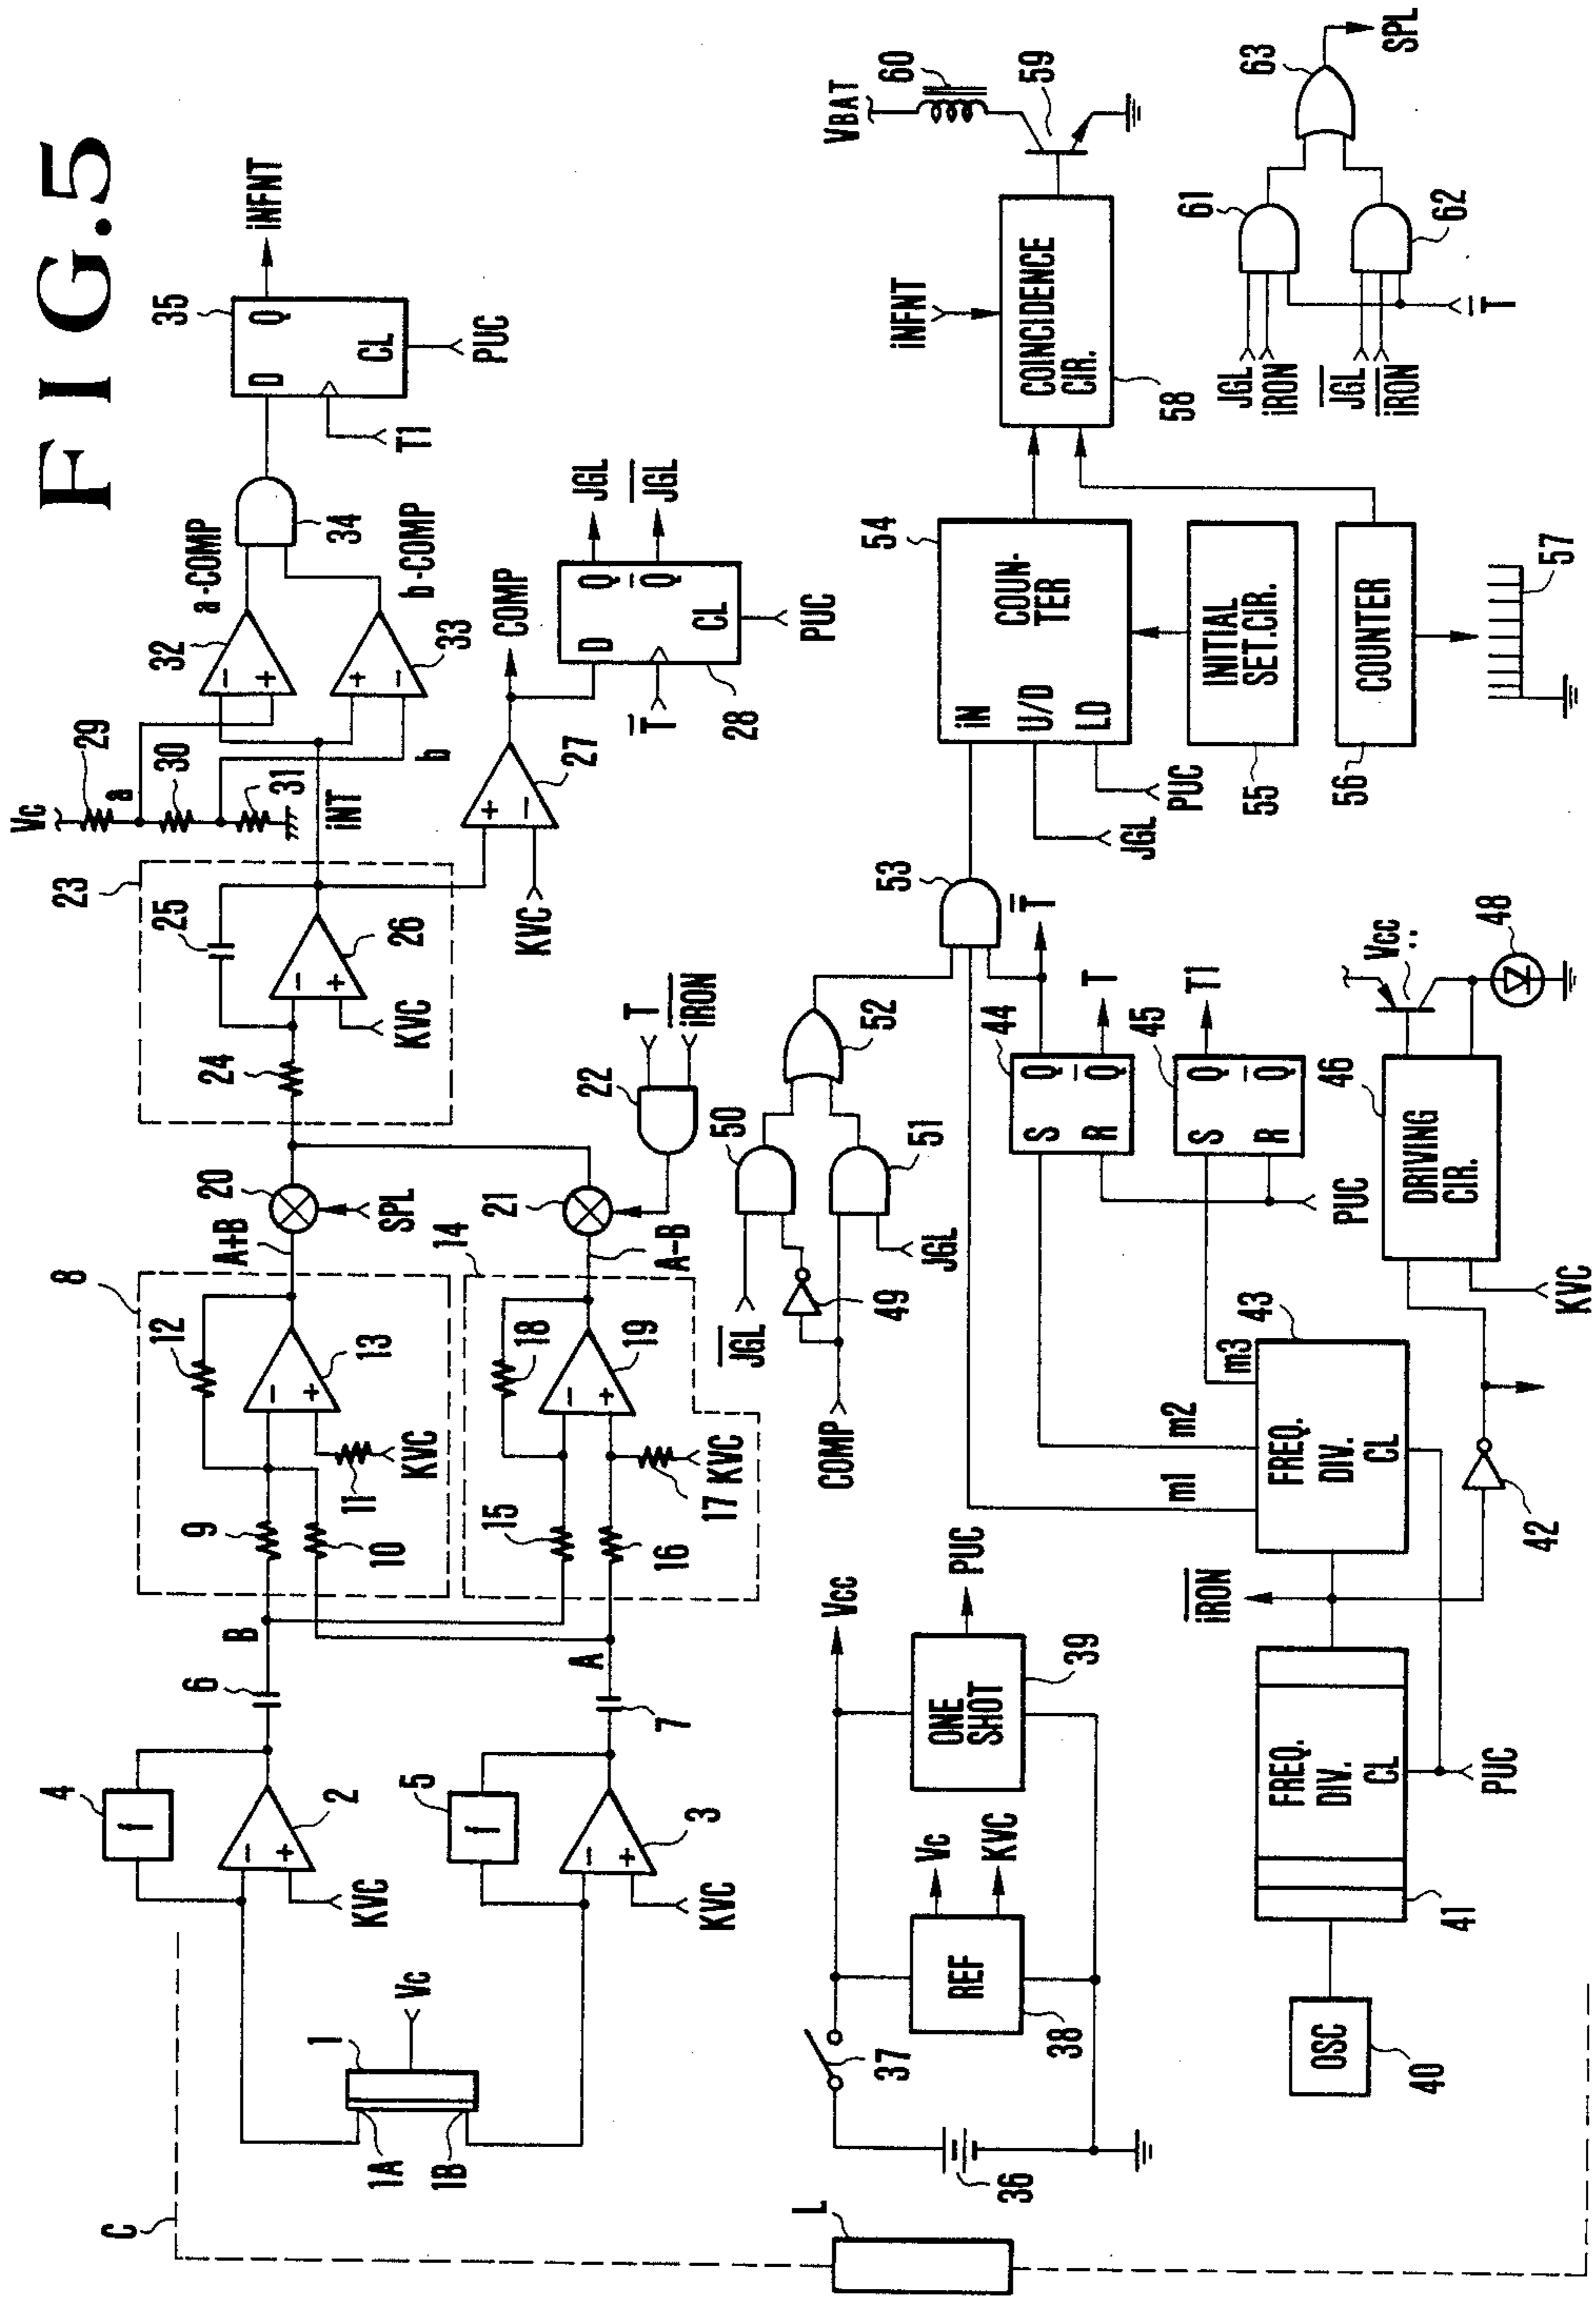 FIG.5
C
L
1
1A
1B
Vc
KVC
2
4
f
−
+
KVC
3
5
f
−
+
6
7
B
A
8
9
10
11
12
13
−
+
KVC
A+B
14
15
16
17
18
19
−
+
KVC
A−B
20
SPL
21
22
T
i̅R̅O̅N̅
23
24
25
26
−
+
KVC
iNT
Vc
29
a
30
31
b
32
−
+
a-COMP
33
+
−
b-COMP
34
35
D
Q
CL
T1
PUC
iNFNT
27
+
−
KVC
COMP
28
D
Q
Q̅
CL
T̅
PUC
JGL
J̅G̅L̅
36
37
Vcc
REF
38
Vc
KVC
ONE
SHOT
39
PUC
OSC
40
FREQ.
DIV.
CL
41
PUC
i̅R̅O̅N̅
42
FREQ.
DIV.
CL
43
m1
m2
m3
44
S
R
Q
Q̅
T̅
T
45
S
R
Q
Q̅
T1
PUC
DRIVING
CIR.
46
KVC
Vcc
48
COMP
49
J̅G̅L̅
50
51
JGL
52
53
54
iN
U/D
LD
COUN-
TER
JGL
PUC
INITIAL
SET.CIR.
55
COUNTER
56
57
COINCIDENCE
CIR.
58
iNFNT
VBAT
60
59
61
62
63
JGL
iRON
J̅G̅L̅
i̅R̅O̅N̅
T̅
SPL